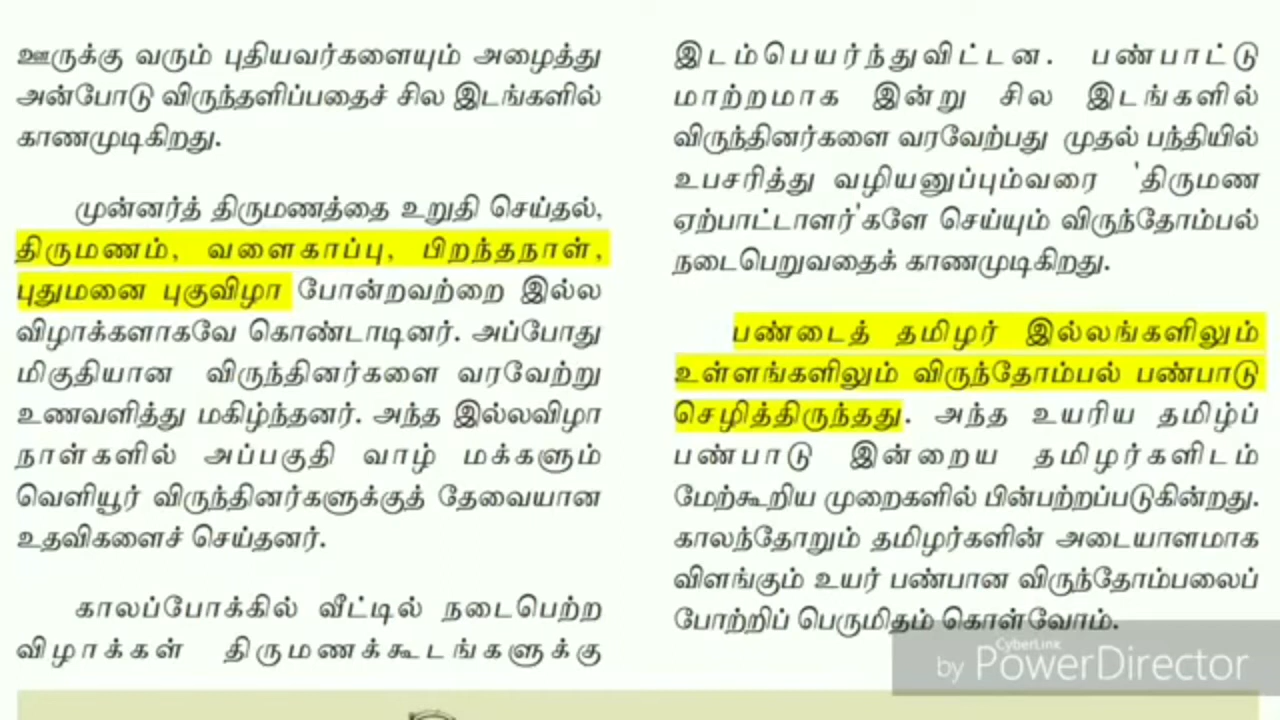 ஊருக்கு வரும் புதியவர்களையும் அழைத்து
அன்போடு விருந்தளிப்பதைச் சில இடங்களில்
காணமுடிகிறது.
முன்னர்த் திருமணத்தை உறுதி செய்தல்,
திருமணம், வளைகாப்பு, பிறந்தநாள்,
புதுமனை புகுவிழா போன்றவற்றை இல்ல
விழாக்களாகவே கொண்டாடினர். அப்போது
மிகுதியான விருந்தினர்களை வரவேற்று
உணவளித்து மகிழ்ந்தனர். அந்த இல்லவிழா
நாள்களில் அப்பகுதி வாழ் மக்களும்
வெளியூர் விருந்தினர்களுக்குத் தேவையான
உதவிகளைச் செய்தனர்.
காலப்போக்கில் வீட்டில் நடைபெற்ற
விழாக்கள் திருமணக்கூடங்களுக்கு
இடம்பெயர்ந்துவிட்டன. பண்பாட்டு
மாற்றமாக இன்று சில இடங்களில்
விருந்தினர்களை வரவேற்பது முதல் பந்தியில்
உபசரித்து வழியனுப்பும்வரை 'திருமண
ஏற்பாட்டாளர்'களே செய்யும் விருந்தோம்பல்
நடைபெறுவதைக் காணமுடிகிறது.
பண்டைத் தமிழர் இல்லங்களிலும்
உள்ளங்களிலும் விருந்தோம்பல் பண்பாடு
செழித்திருந்தது. அந்த உயரிய தமிழ்ப்
பண்பாடு இன்றைய தமிழர்களிடம்
மேற்கூறிய முறைகளில் பின்பற்றப்படுகின்றது.
காலந்தோறும் தமிழர்களின் அடையாளமாக
விளங்கும் உயர் பண்பான விருந்தோம்பலைப்
போற்றிப் பெருமிதம் கொள்வோம்.
CyberLink
by PowerDirector